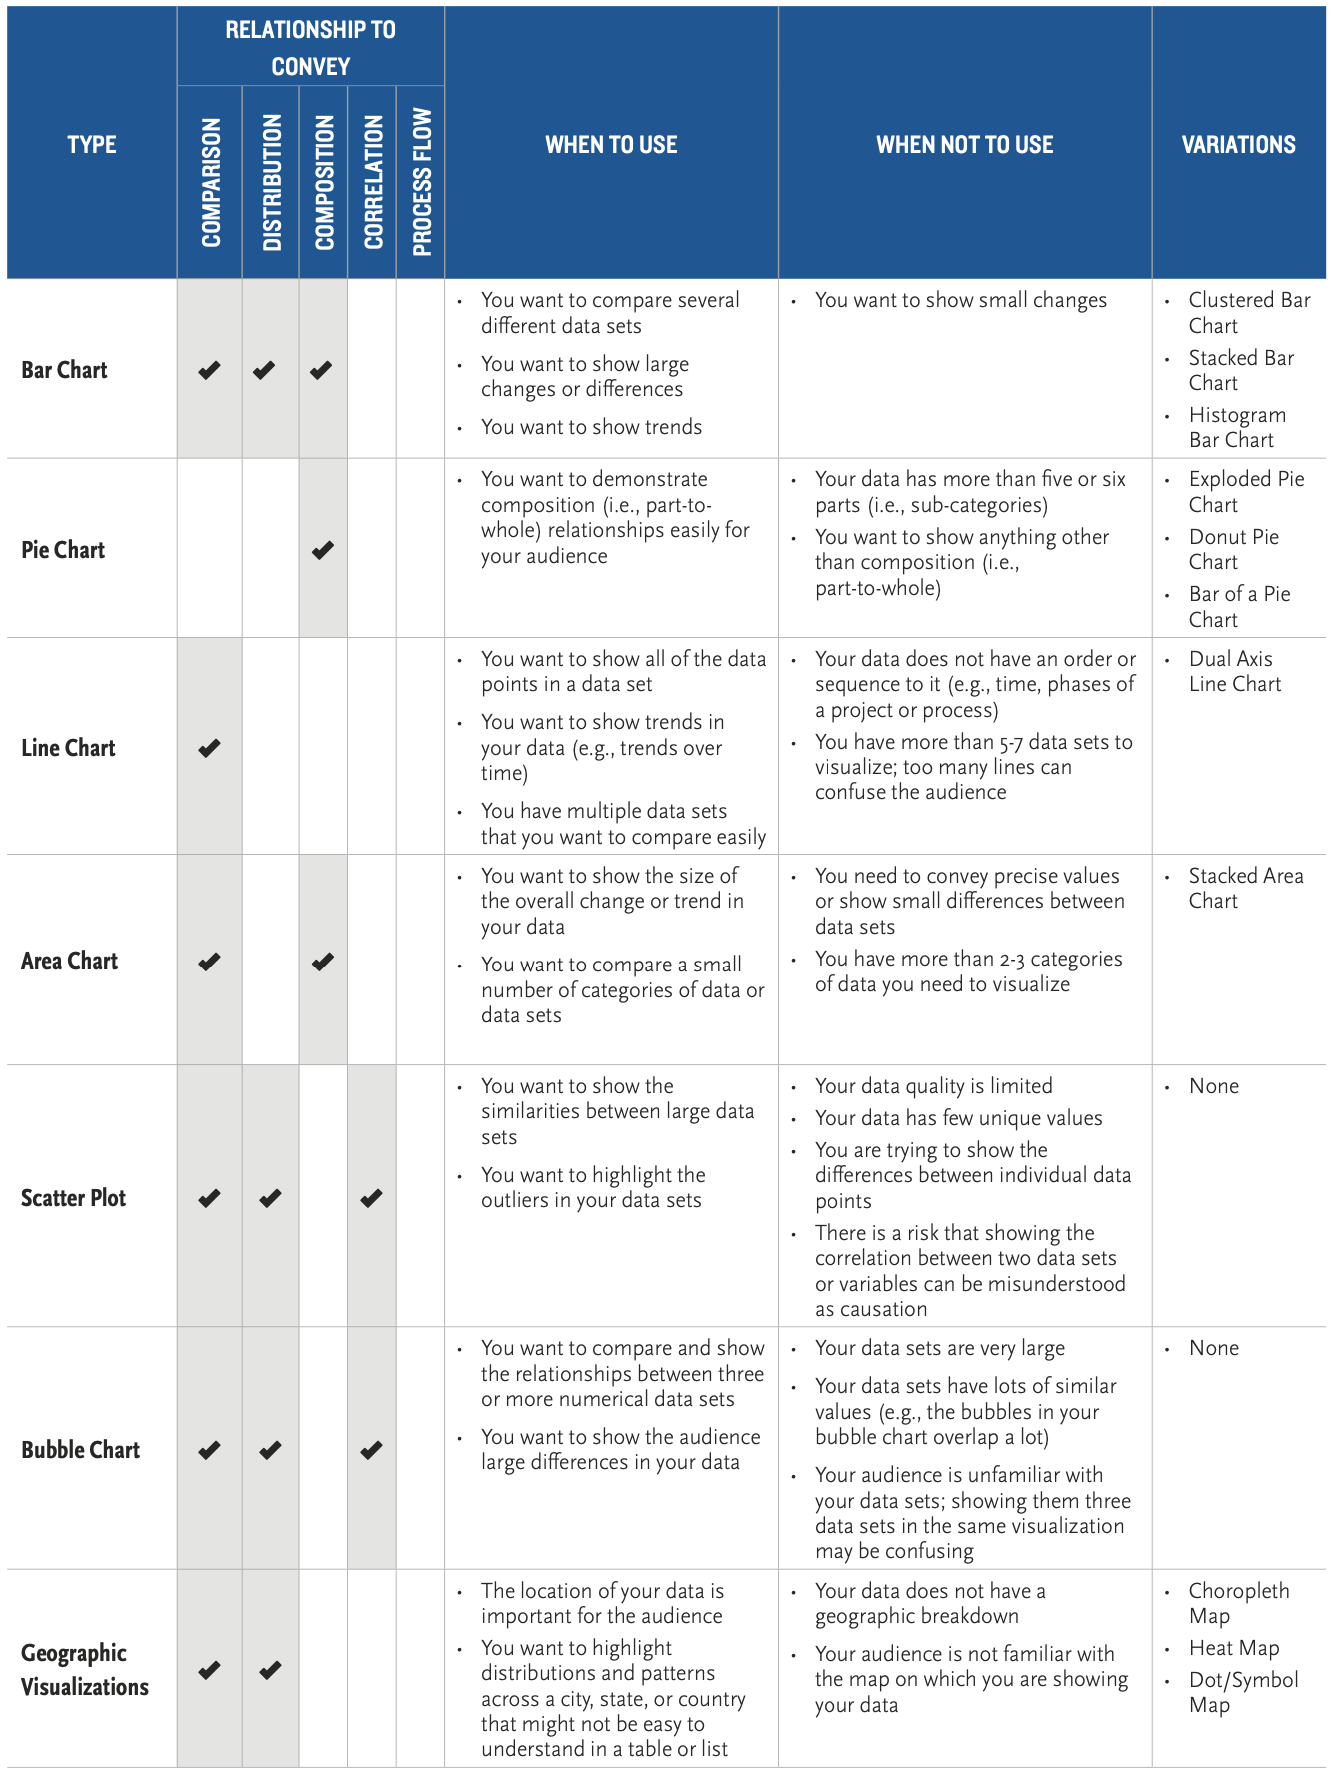 RELATIONSHIP TO
CONVEY
TYPE
COMPARISON
DISTRIBUTION
COMPOSITION
CORRELATION
PROCESS FLOW
WHEN TO USE
WHEN NOT TO USE
VARIATIONS
Bar Chart
✔ ✔ ✔
• You want to compare several
different data sets
• You want to show large
changes or differences
• You want to show trends
• You want to show small changes
• Clustered Bar
Chart
• Stacked Bar
Chart
• Histogram
Bar Chart
Pie Chart
✔
• You want to demonstrate
composition (i.e., part-to-
whole) relationships easily for
your audience
• Your data has more than five or six
parts (i.e., sub-categories)
• You want to show anything other
than composition (i.e.,
part-to-whole)
• Exploded Pie
Chart
• Donut Pie
Chart
• Bar of a Pie
Chart
Line Chart
✔
• You want to show all of the data
points in a data set
• You want to show trends in
your data (e.g., trends over
time)
• You have multiple data sets
that you want to compare easily
• Your data does not have an order or
sequence to it (e.g., time, phases of
a project or process)
• You have more than 5-7 data sets to
visualize; too many lines can
confuse the audience
• Dual Axis
Line Chart
Area Chart
✔ ✔
• You want to show the size of
the overall change or trend in
your data
• You want to compare a small
number of categories of data or
data sets
• You need to convey precise values
or show small differences between
data sets
• You have more than 2-3 categories
of data you need to visualize
• Stacked Area
Chart
Scatter Plot
✔ ✔ ✔
• You want to show the
similarities between large data
sets
• You want to highlight the
outliers in your data sets
• Your data quality is limited
• Your data has few unique values
• You are trying to show the
differences between individual data
points
• There is a risk that showing the
correlation between two data sets
or variables can be misunderstood
as causation
• None
Bubble Chart
✔ ✔ ✔
• You want to compare and show
the relationships between three
or more numerical data sets
• You want to show the audience
large differences in your data
• Your data sets are very large
• Your data sets have lots of similar
values (e.g., the bubbles in your
bubble chart overlap a lot)
• Your audience is unfamiliar with
your data sets; showing them three
data sets in the same visualization
may be confusing
• None
Geographic
Visualizations
✔ ✔
• The location of your data is
important for the audience
• You want to highlight
distributions and patterns
across a city, state, or country
that might not be easy to
understand in a table or list
• Your data does not have a
geographic breakdown
• Your audience is not familiar with
the map on which you are showing
your data
• Choropleth
Map
• Heat Map
• Dot/Symbol
Map